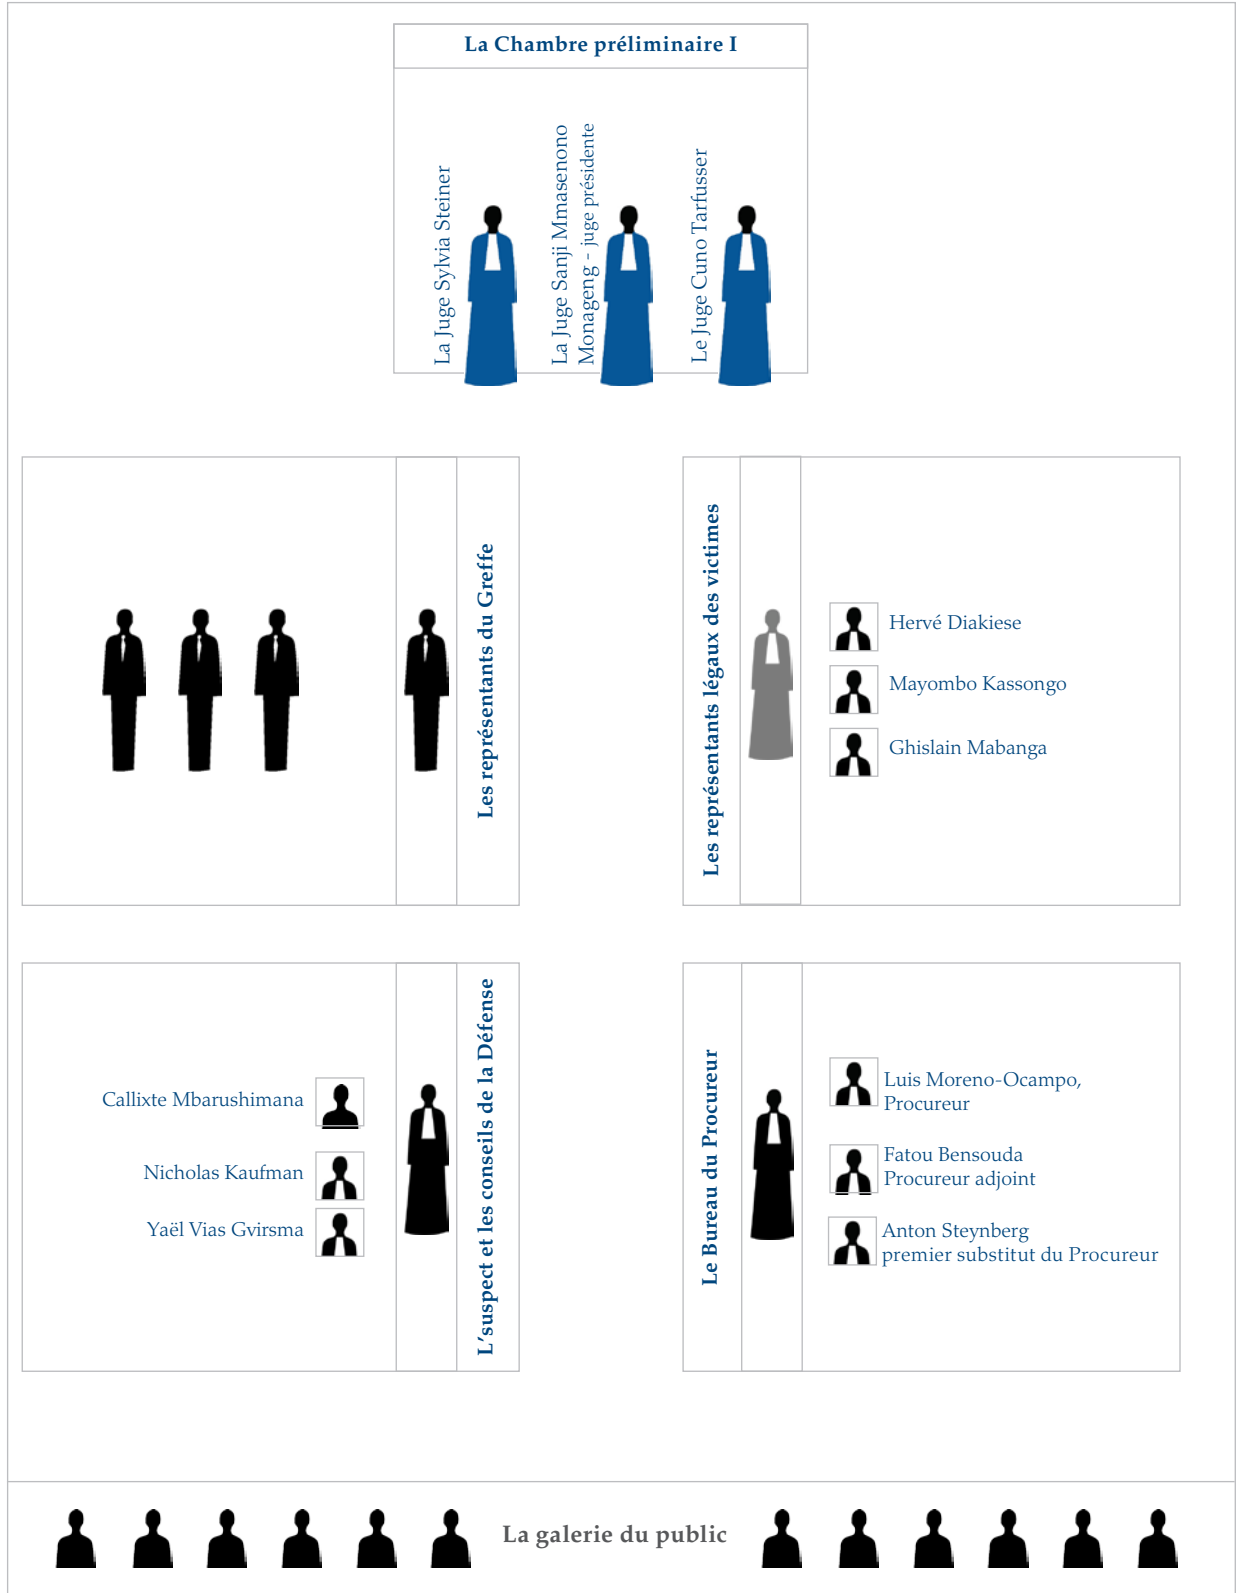 La Chambre préliminaire I
La Juge Sylvia Steiner
La Juge Sanji Mmasenono
Monageng - juge présidente
Le Juge Cuno Tarfusser
Les représentants du Greffe
Les représentants légaux des victimes
Hervé Diakiese
Mayombo Kassongo
Ghislain Mabanga
Callixte Mbarushimana
Nicholas Kaufman
Yaël Vias Gvirsma
L'suspect et les conseils de la Défense
Le Bureau du Procureur
Luis Moreno-Ocampo,
Procureur
Fatou Bensouda
Procureur adjoint
Anton Steynberg
premier substitut du Procureur
La galerie du public